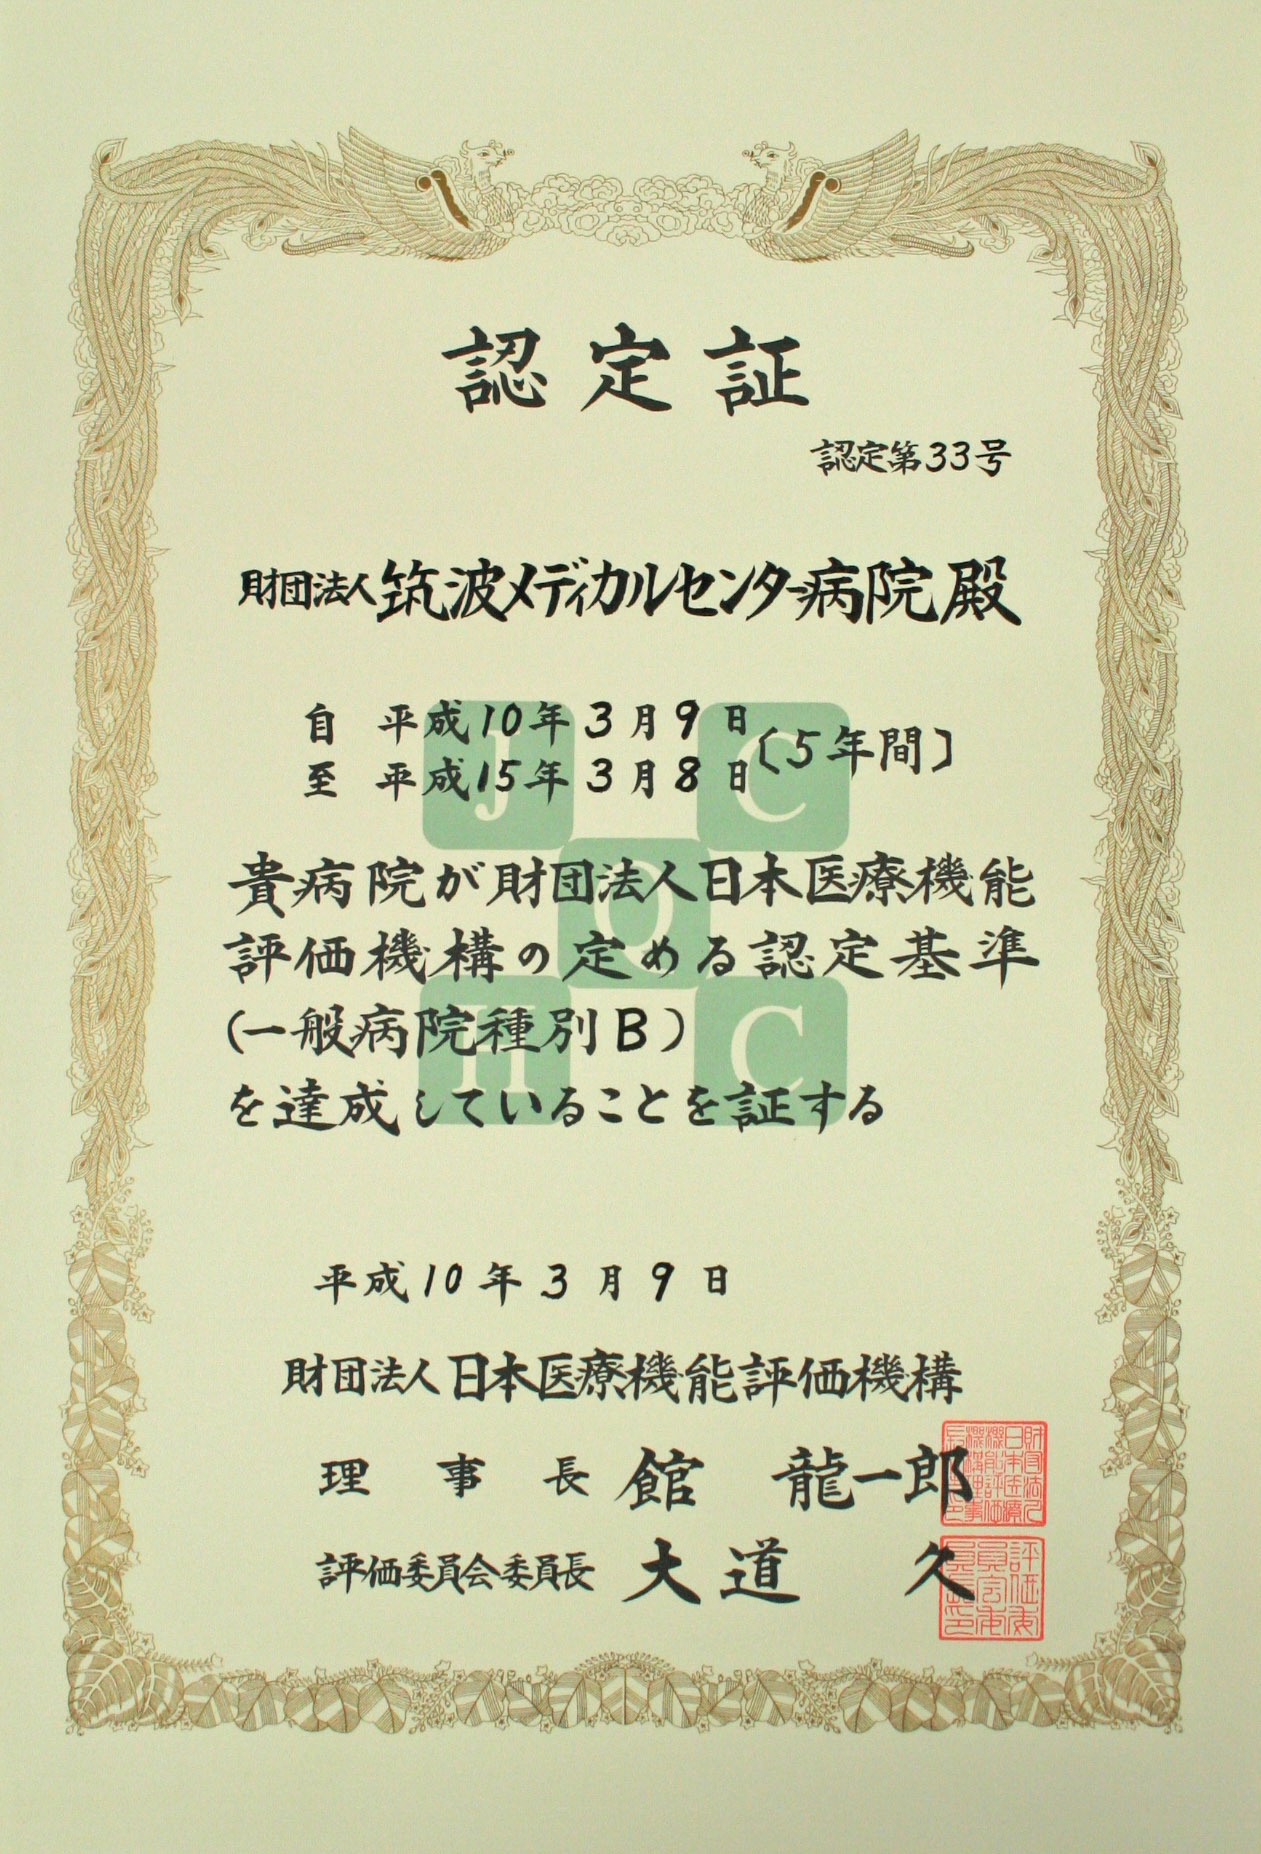 認定証
認定第33号
財団法人筑波メディカルセンター病院殿
自 平成10年3月9日
至 平成15年3月8日
〔5年間〕
貴病院が財団法人日本医療機能
評価機構の定める認定基準
(一般病院種別B)
を達成していることを証する
J C
Q
H C
平成10年3月9日
財団法人日本医療機能評価機構
理事長 館 龍一郎
評価委員会委員長 大道 久